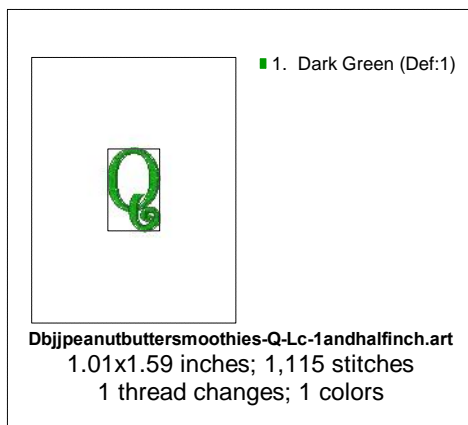 1. Dark Green (Def:1)
Q
Dbjjpeanutbuttersmoothies-Q-Lc-1andhalfinch.art
1.01x1.59 inches; 1,115 stitches
1 thread changes; 1 colors